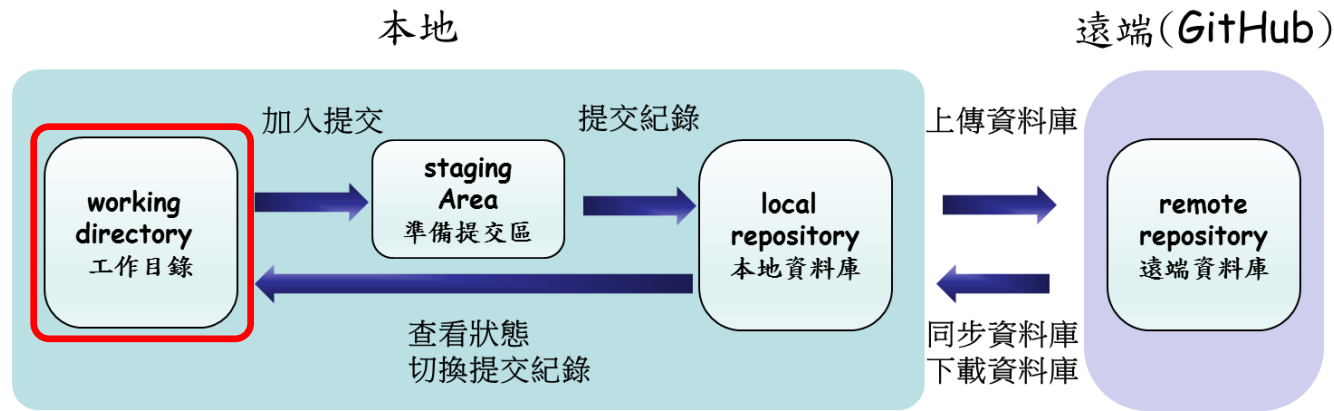 本地
遠端(GitHub)
加入提交
提交紀錄
上傳資料庫
working
directory
工作目錄
staging
Area
準備提交區
local
repository
本地資料庫
remote
repository
遠端資料庫
查看狀態
切換提交紀錄
同步資料庫
下載資料庫